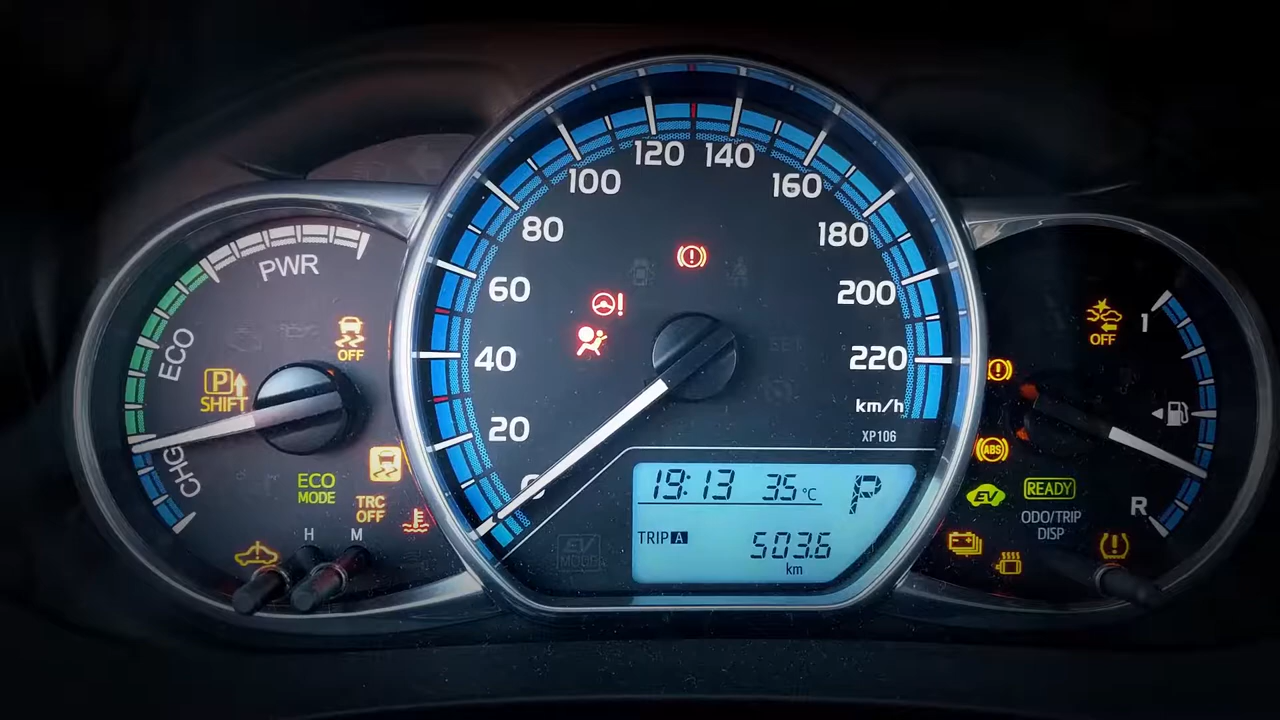 PWR
ECO
CHG
OFF
P
SHIFT
ECO
MODE
TRC
OFF
H M
0
20
40
60
80
100
120
140
160
180
200
220
km/h
XP106
19:13 35°C P
TRIP A 503.6
km
EV
MODE
OFF
1
ABS
EV
READY
ODO/TRIP
DISP
R